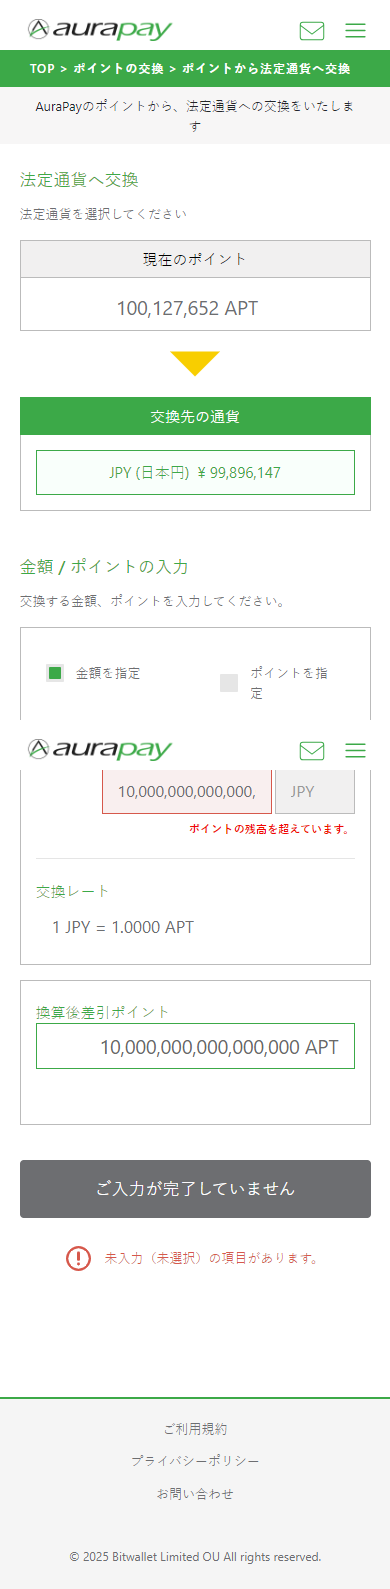 aurapay
TOP > ポイントの交換 > ポイントから法定通貨へ交換
AuraPayのポイントから、法定通貨への交換をいたしま
す
法定通貨へ交換
法定通貨を選択してください
現在のポイント
100,127,652 APT
交換先の通貨
JPY (日本円) ¥ 99,896,147
金額 / ポイントの入力
交換する金額、ポイントを入力してください。
金額を指定
ポイントを指
定
aurapay
10,000,000,000,000, JPY
ポイントの残高を超えています。
交換レート
1 JPY = 1.0000 APT
換算後差引ポイント
10,000,000,000,000,000 APT
ご入力が完了していません
未入力（未選択）の項目があります。
ご利用規約
プライバシーポリシー
お問い合わせ
© 2025 Bitwallet Limited OU All rights reserved.